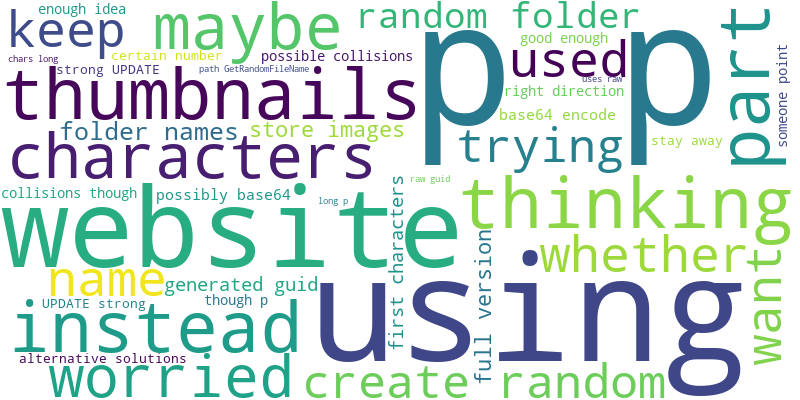 enough idea
keep
maybe
random folder
p p
part
chars long
certain number
possible collisions
good enough
used
someone point
strong UPDATE
path GetRandomFileName
uses raw
thumbnails
right direction
folder names
store images
base64 encode
characters
trying
stay away
collisions though
possibly base64
long p
raw guid
website
first characters
thinking
full version
whether
want
name
generated guid
using
UPDATE strong
though p
instead
alternative solutions
worried
create random